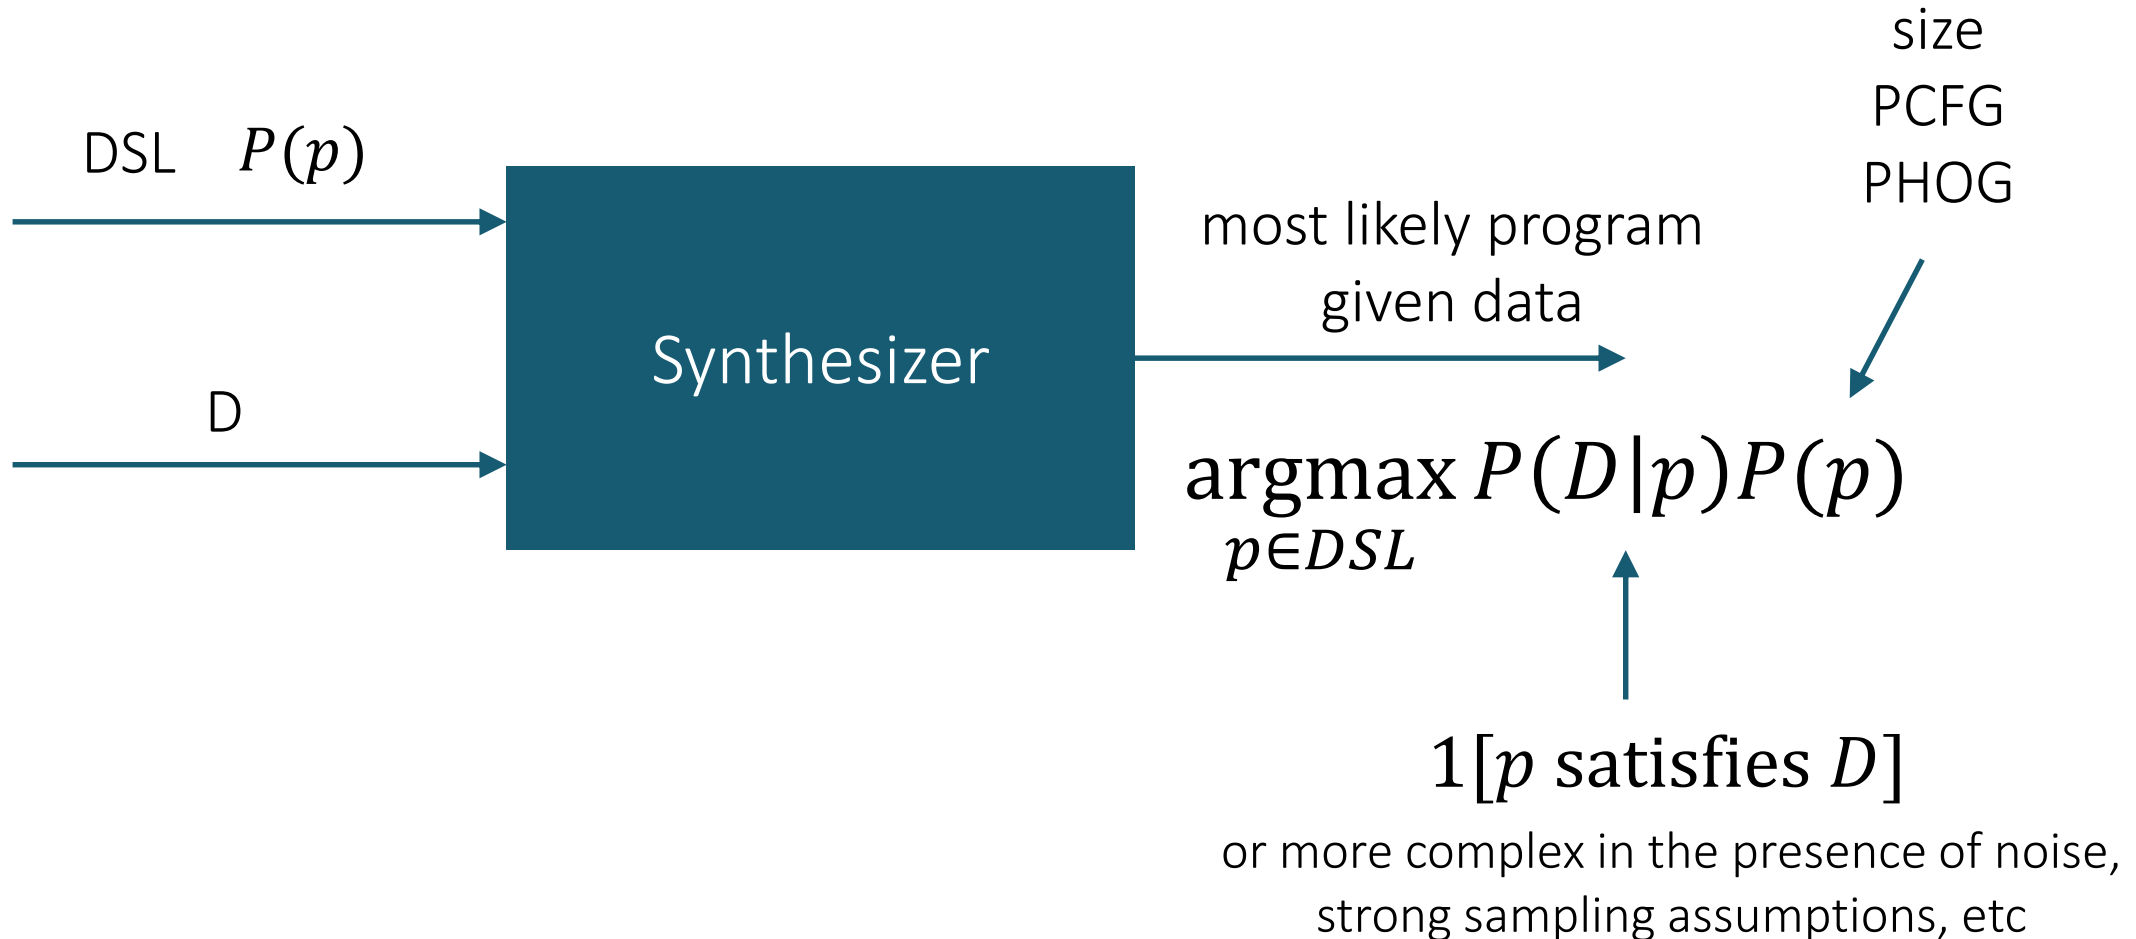 DSL P(p)
D
Synthesizer
most likely program
given data
size
PCFG
PHOG
argmax P(D|p)P(p)
p∈DSL
1[p satisfies D]
or more complex in the presence of noise,
strong sampling assumptions, etc